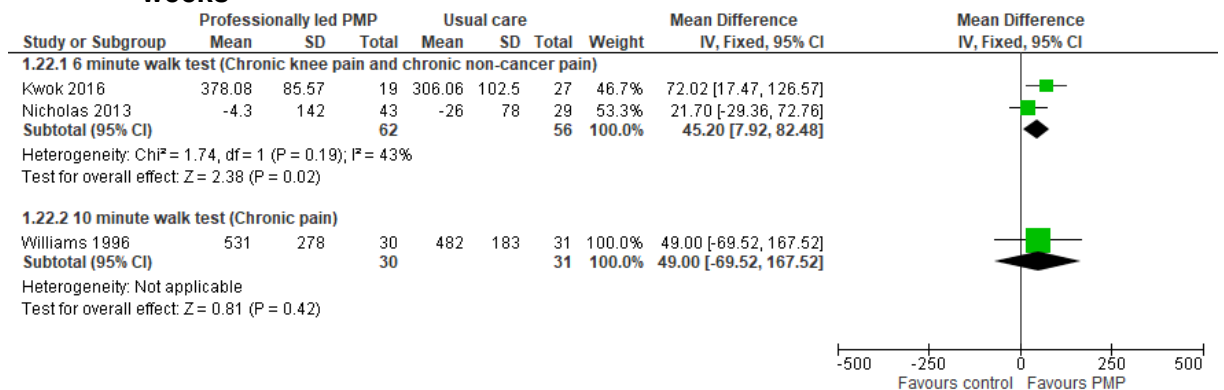 weeks
Professionally led PMP Usual care Mean Difference Mean Difference
Study or Subgroup Mean SD Total Mean SD Total Weight IV, Fixed, 95% CI IV, Fixed, 95% CI
1.22.1 6 minute walk test (Chronic knee pain and chronic non-cancer pain)
Kwok 2016 378.08 85.57 19 306.06 102.5 27 46.7% 72.02 [17.47, 126.57]
Nicholas 2013 -4.3 142 43 -26 78 29 53.3% 21.70 [-29.36, 72.76]
Subtotal (95% CI) 62 56 100.0% 45.20 [7.92, 82.48]
Heterogeneity: Chi² = 1.74, df = 1 (P = 0.19); I² = 43%
Test for overall effect: Z = 2.38 (P = 0.02)
1.22.2 10 minute walk test (Chronic pain)
Williams 1996 531 278 30 482 183 31 100.0% 49.00 [-69.52, 167.52]
Subtotal (95% CI) 30 31 100.0% 49.00 [-69.52, 167.52]
Heterogeneity: Not applicable
Test for overall effect: Z = 0.81 (P = 0.42)
-500 -250 0 250 500
Favours control Favours PMP